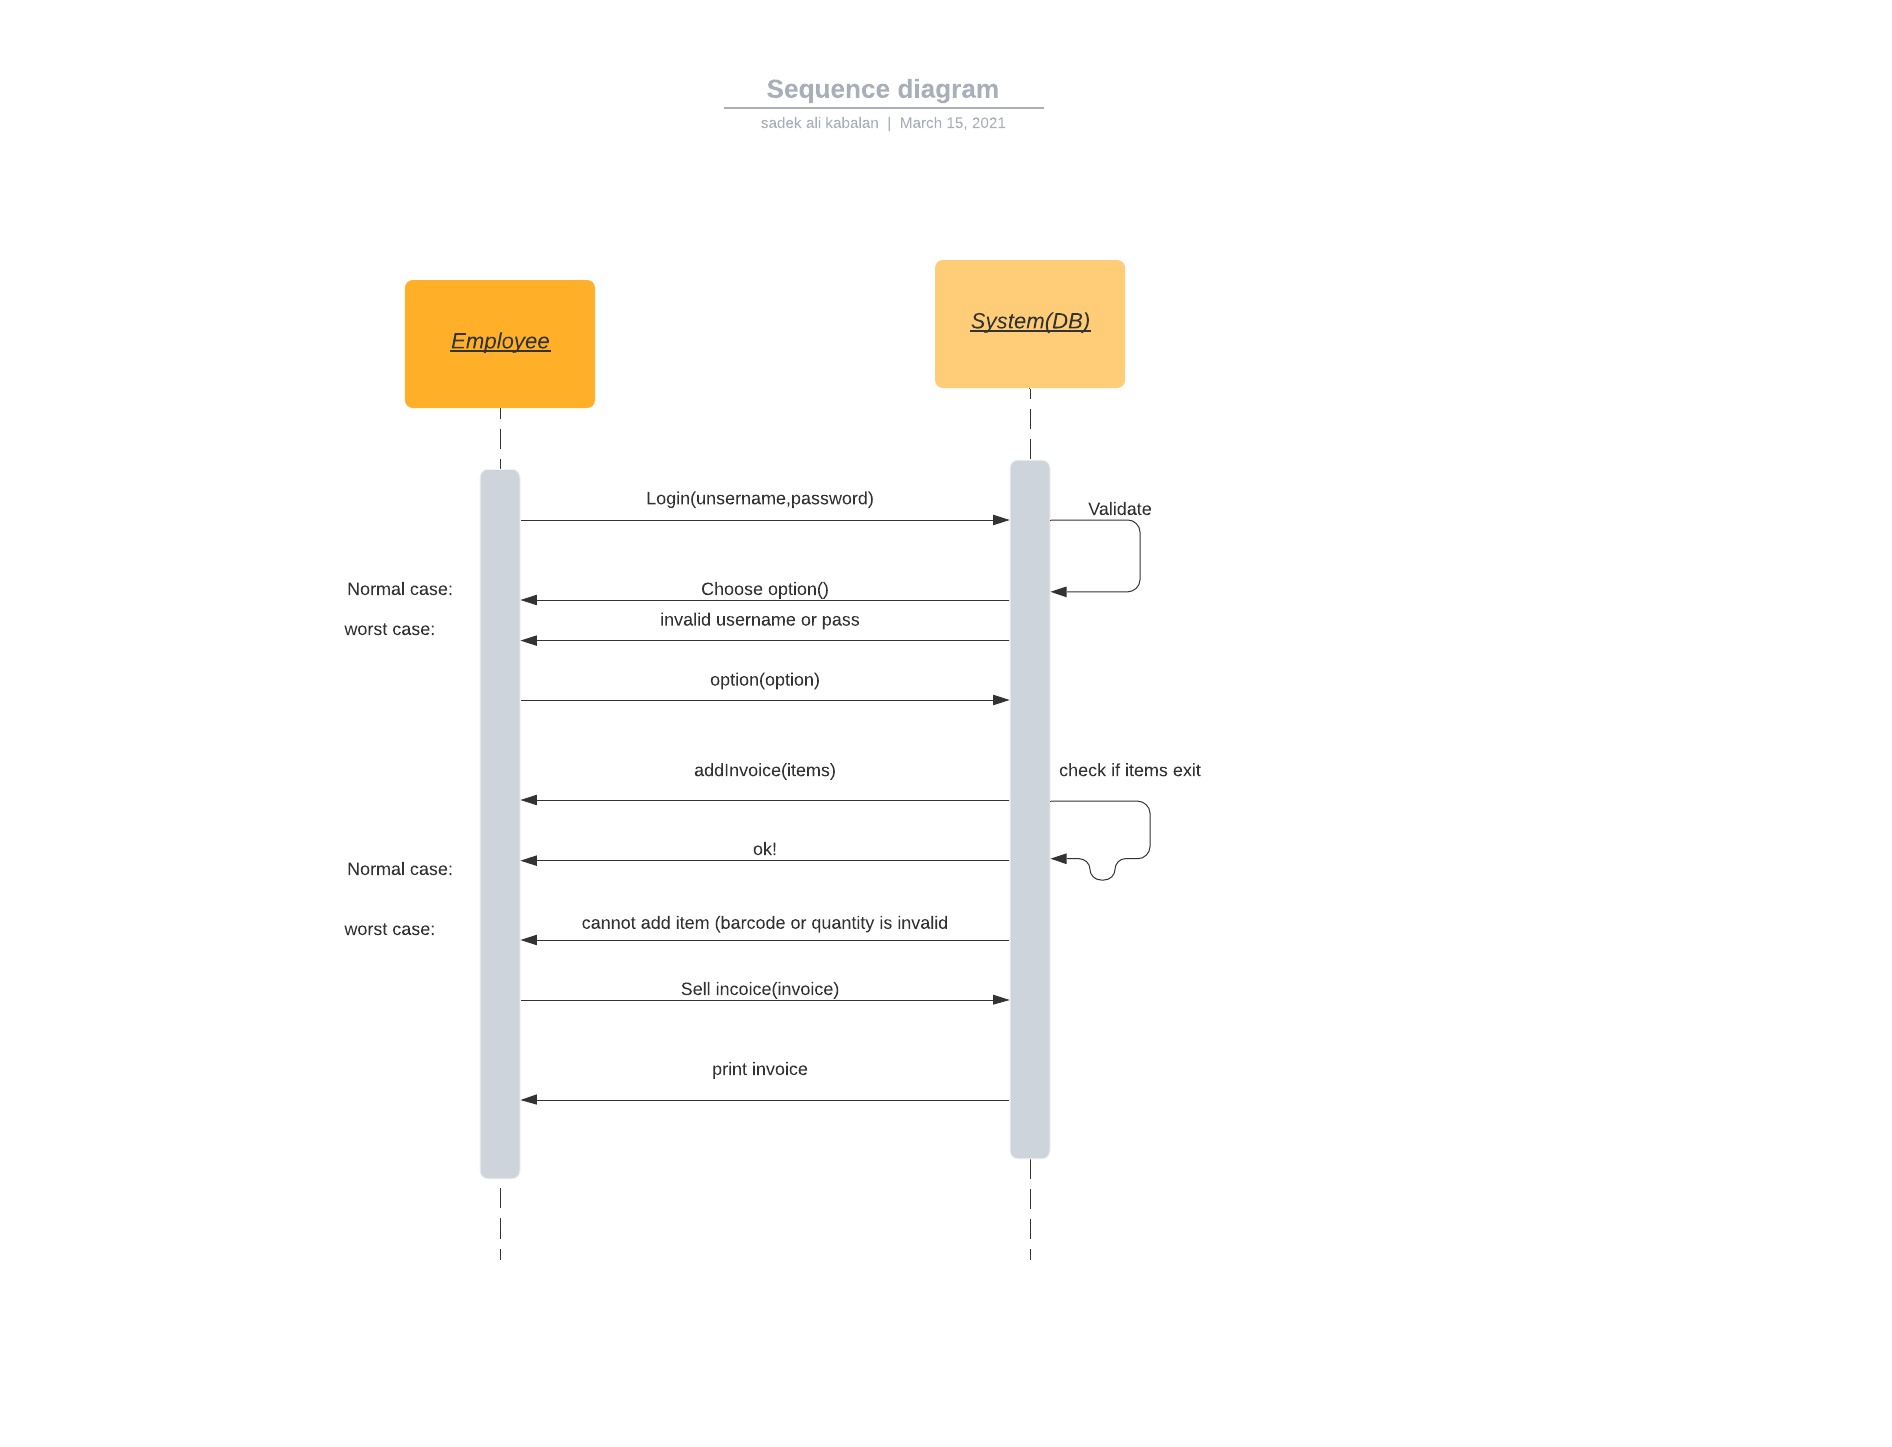 Sequence diagram
sadek ali kabalan | March 15, 2021
Employee
System(DB)
Login(unsername,password)
Validate
Normal case:
Choose option()
worst case:
invalid username or pass
option(option)
addInvoice(items)
check if items exit
ok!
Normal case:
worst case:
cannot add item (barcode or quantity is invalid
Sell incoice(invoice)
print invoice